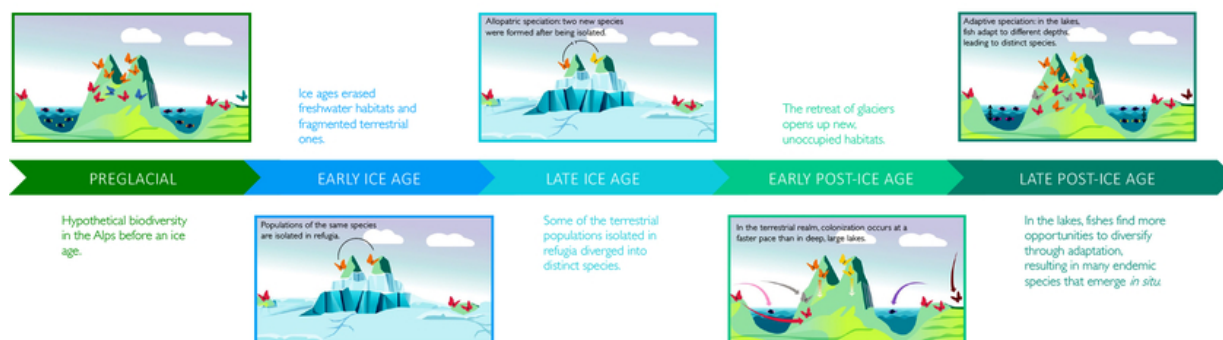 Allopatric speciation: two new species
were formed after being isolated.
Adaptive speciation: in the lakes,
fish adapt to different depths,
leading to distinct species.
Ice ages erased
freshwater habitats and
fragmented terrestrial
ones.
The retreat of glaciers
opens up new,
unoccupied habitats.
PREGLACIAL
EARLY ICE AGE
LATE ICE AGE
EARLY POST-ICE AGE
LATE POST-ICE AGE
Hypothetical biodiversity
in the Alps before an ice
age.
Populations of the same species
are isolated in refugia.
Some of the terrestrial
populations isolated in
refugia diverged into
distinct species.
In the terrestrial realm, colonization occurs at a
faster pace than in deep, large lakes.
In the lakes, fishes find more
opportunities to diversify
through adaptation,
resulting in many endemic
species that emerge in situ.